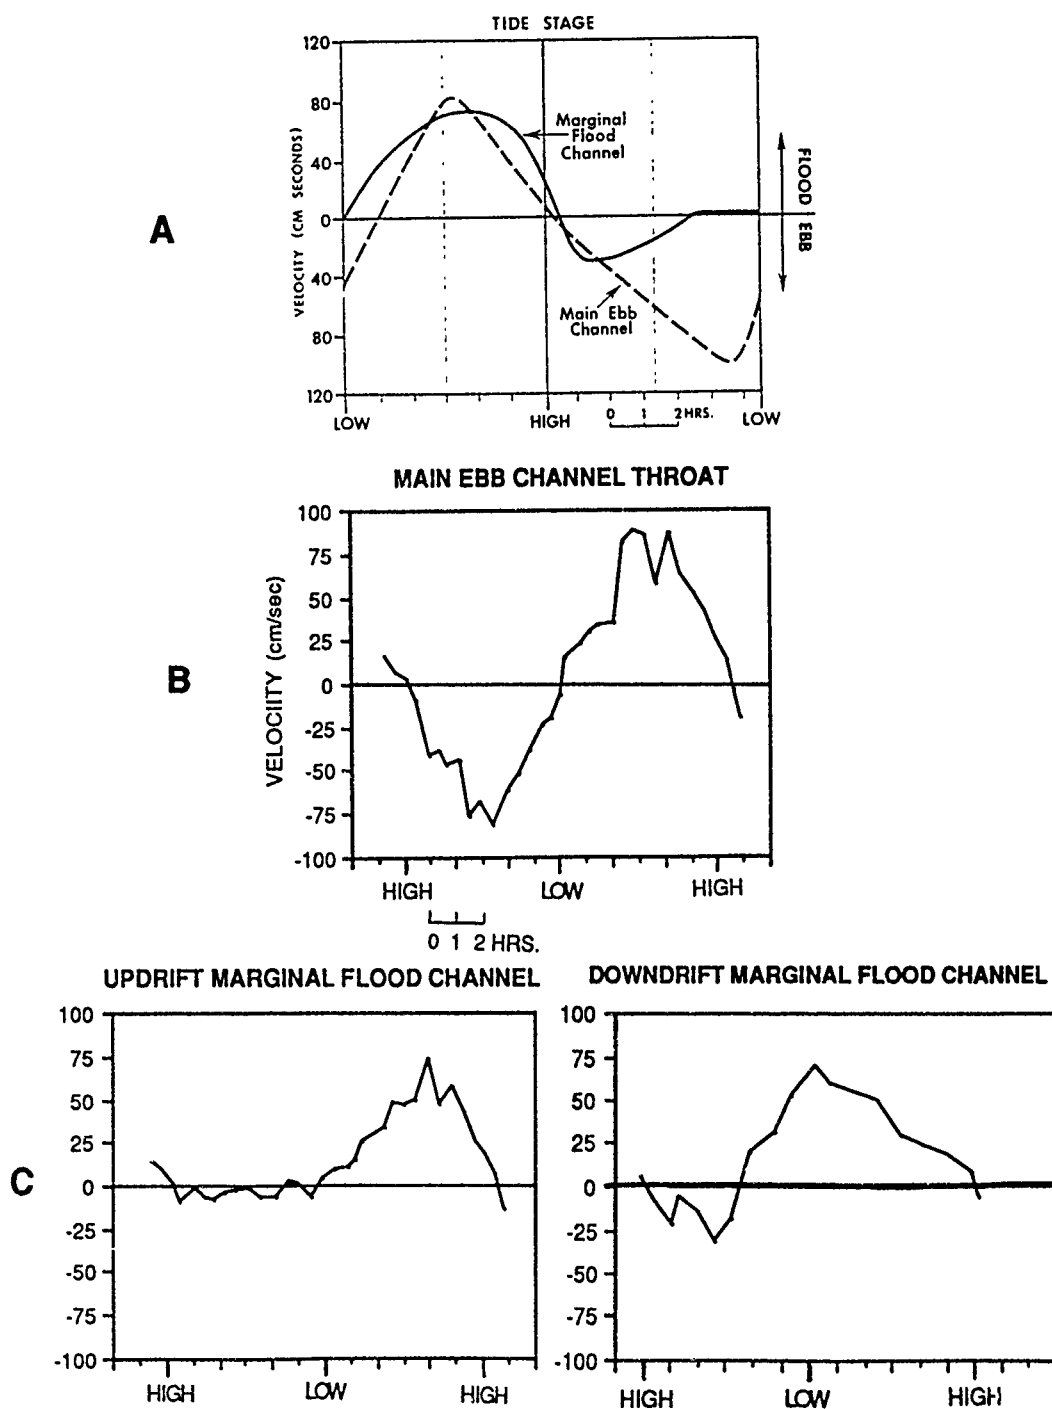 TIDE STAGE
120
80
40
0
40
80
120
VELOCITY (CM SECONDS)
Marginal
Flood
Channel
Main Ebb
Channel
FLOOD
EBB
A
LOW
HIGH
0 1 2 HRS.
LOW
MAIN EBB CHANNEL THROAT
100
75
50
25
0
-25
-50
-75
-100
VELOCIITY (cm/sec)
B
HIGH
LOW
HIGH
0 1 2 HRS.
UPDRIFT MARGINAL FLOOD CHANNEL
100
75
50
25
0
-25
-50
-75
-100
C
HIGH
LOW
HIGH
DOWNDRIFT MARGINAL FLOOD CHANNEL
100
75
50
25
0
-25
-50
-75
-100
HIGH
LOW
HIGH